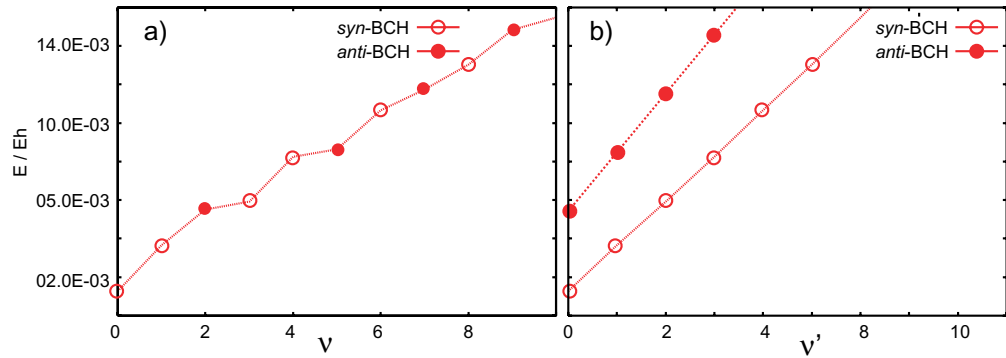 a)
syn-BCH
anti-BCH
14.0E-03
10.0E-03
05.0E-03
02.0E-03
E / Eh
0 2 4 6 8
ν
b)
syn-BCH
anti-BCH
0 2 4 6 8 10
ν’